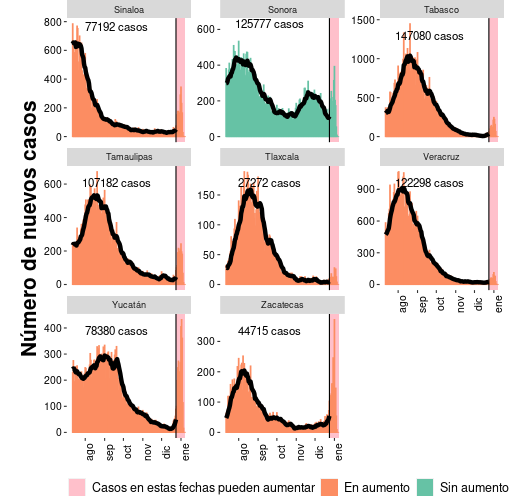 Sinaloa
Sonora
Tabasco
800
600
400
200
0
77192 casos
600
400
200
0
125777 casos
1500
1000
500
0
147080 casos
Tamaulipas
Tlaxcala
Veracruz
600
400
200
0
107182 casos
150
100
50
0
27272 casos
900
600
300
0
122298 casos
ago
sep
oct
nov
dic
ene
Yucatán
Zacatecas
400
300
200
100
0
78380 casos
300
200
100
0
44715 casos
ago
sep
oct
nov
dic
ene
ago
sep
oct
nov
dic
ene
Número de nuevos casos
Casos en estas fechas pueden aumentar
En aumento
Sin aumento